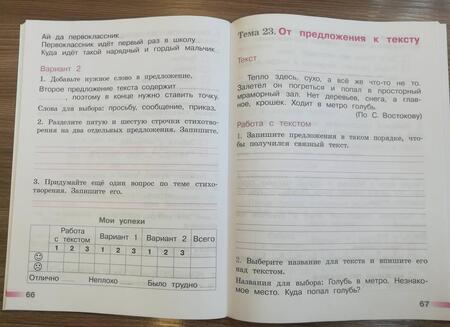 Ай да первоклассник...
Первоклассник идёт первый раз в школу
Куда идёт такой нарядный и гордый мальчик
Вариант 2
1. Добавьте нужное слово в предложение.
Второе предложение текста содержит
, поэтому в конце нужно ставить точку.
Слова для выбора: просьбу, сообщение, приказ.
2. Разделите пятую и шестую строчки стихотво-
рения на два отдельных предложения. Запишите.
3. Придумайте ещё один вопрос по теме стихо-
творения. Запишите его.
Мои успехи
Работа с текстом Вариант 1 Вариант 2 Всего
1 2 3 1 2 3 1 2 3
Отлично Неплохо Было трудно
66
Тема 23. От предложения к тексту
Текст
Тепло здесь, сухо, а всё же что-то не то.
Залетел он погреться и попал в просторный
мраморный зал. Нет деревьев, снега, а глав-
ное, крошек. Ходит в метро голубь.
(По С. Востокову)
Работа с текстом
1. Запишите предложения в таком порядке, что-
бы получился связный текст.
2. Выберите название для текста и впишите его
над текстом.
Названия для выбора: Голубь в метро. Незнако-
мое место. Куда попал голубь?
67